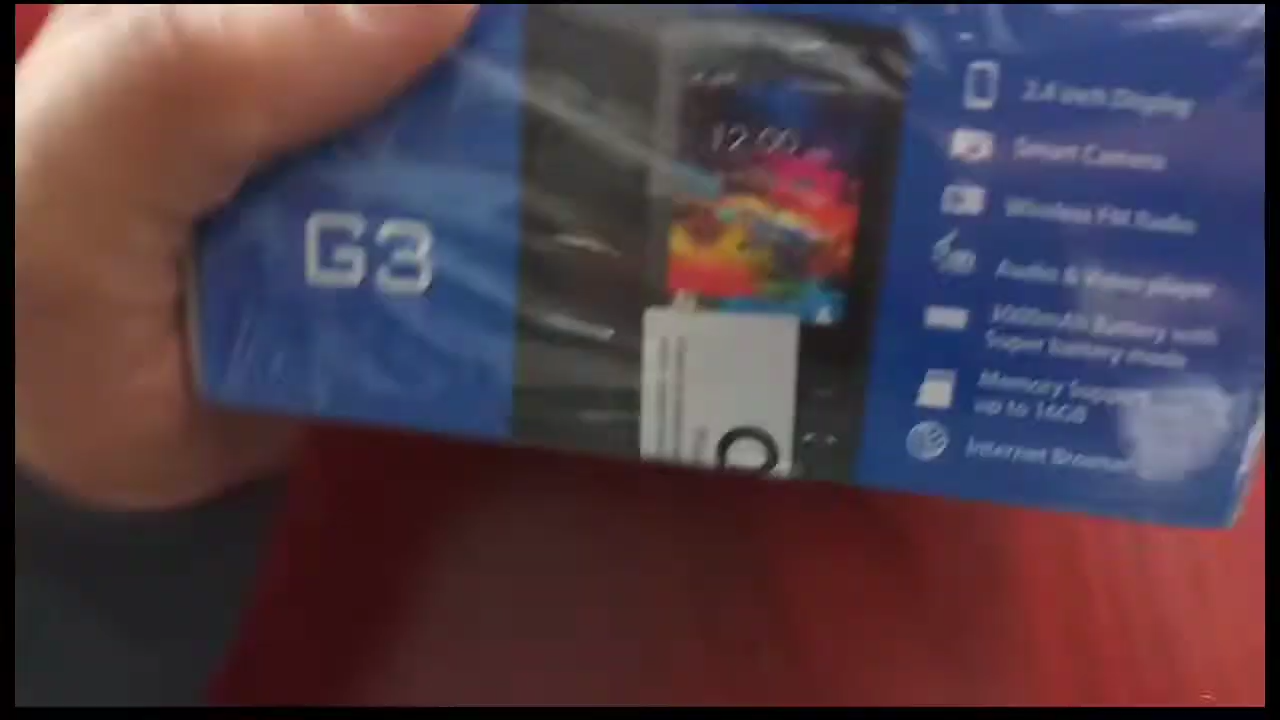 G3
12:00
2.4 inch Display
Smart Camera
Wireless FM Radio
Audio & Video player
1000mAh Battery with
Super battery mode
Memory Support
up to 16GB
Internet Browser